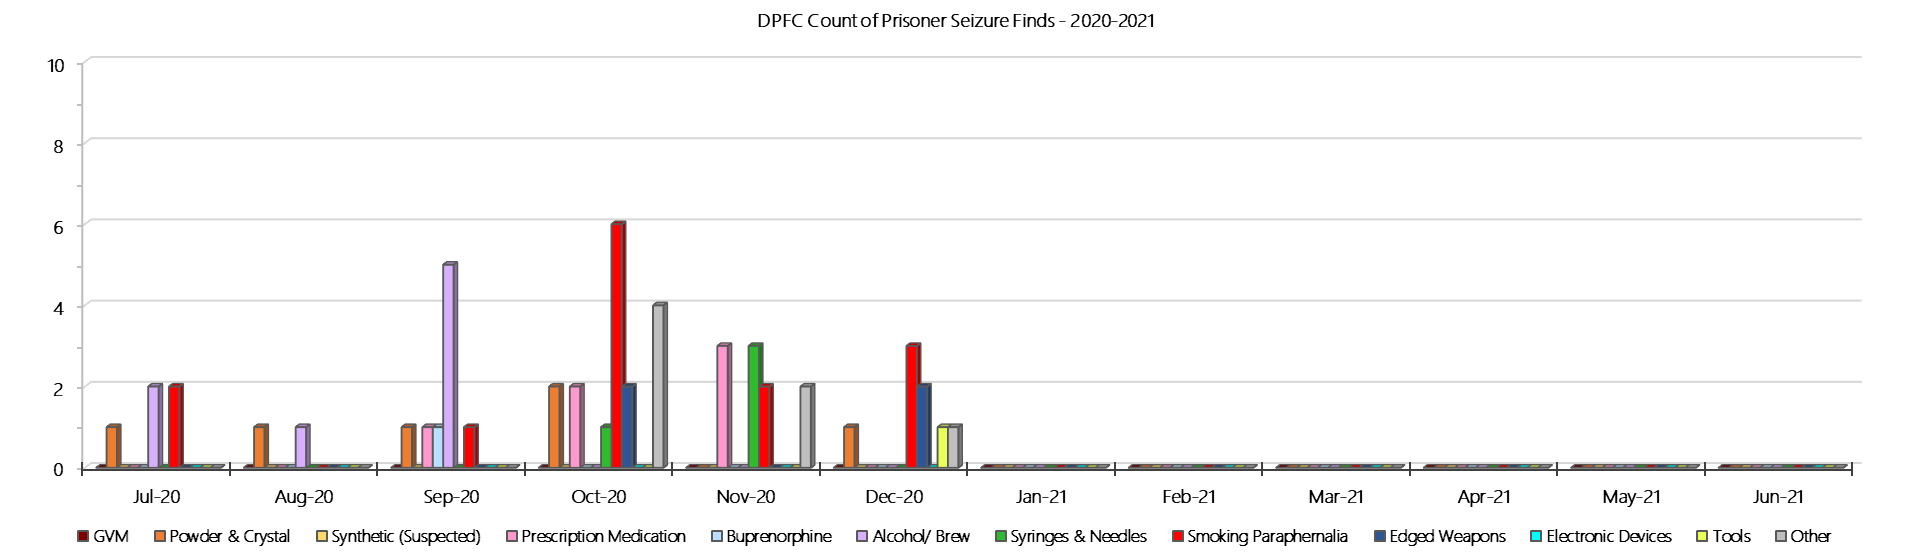 DPFC Count of Prisoner Seizure Finds - 2020-2021
10
8
6
4
2
0
Jul-20 Aug-20 Sep-20 Oct-20 Nov-20 Dec-20 Jan-21 Feb-21 Mar-21 Apr-21 May-21 Jun-21
GVM Powder & Crystal Synthetic (Suspected) Prescription Medication Buprenorphine Alcohol/ Brew Syringes & Needles Smoking Paraphernalia Edged Weapons Electronic Devices Tools Other